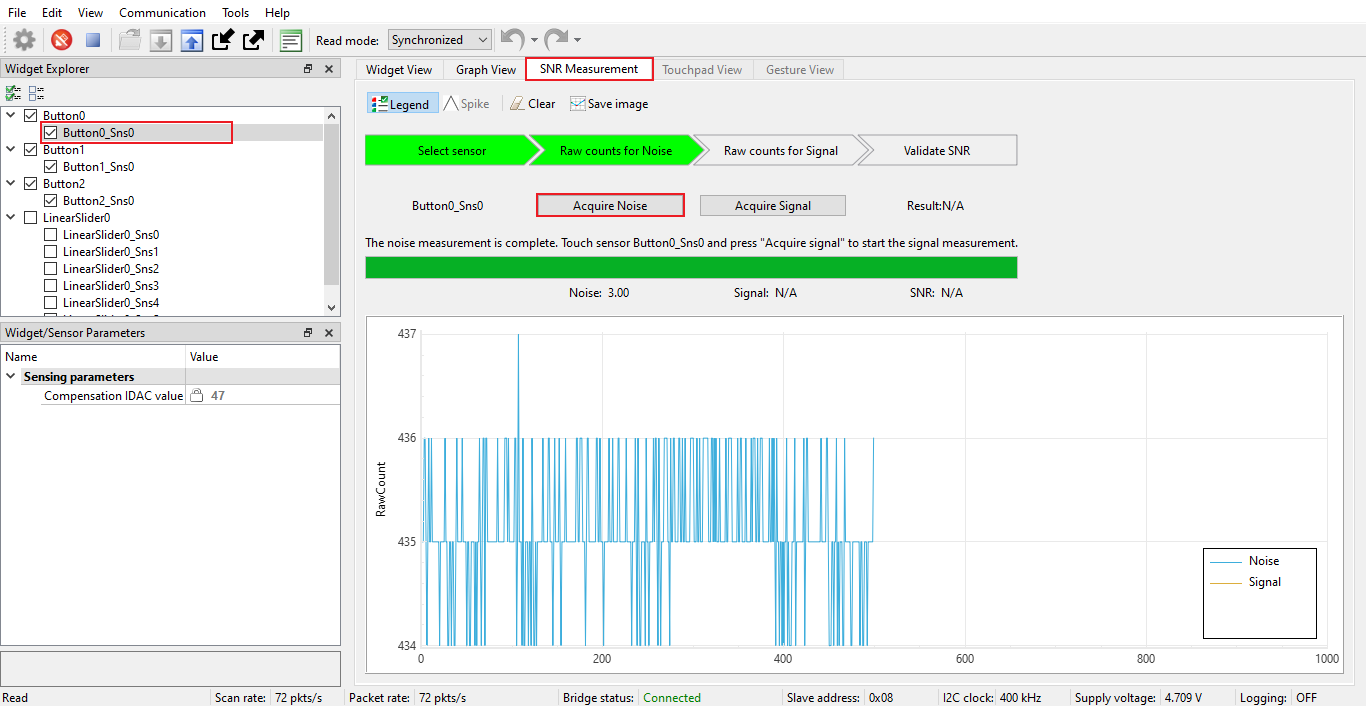 File Edit View Communication Tools Help
Read mode: Synchronized
Widget Explorer
Button0
Button0_Sns0
Button1
Button1_Sns0
Button2
Button2_Sns0
LinearSlider0
LinearSlider0_Sns0
LinearSlider0_Sns1
LinearSlider0_Sns2
LinearSlider0_Sns3
LinearSlider0_Sns4
Widget/Sensor Parameters
Name Value
Sensing parameters
Compensation IDAC value 47
Widget View Graph View SNR Measurement Touchpad View Gesture View
Legend Spike Clear Save image
Select sensor Raw counts for Noise Raw counts for Signal Validate SNR
Button0_Sns0 Acquire Noise Acquire Signal Result:N/A
The noise measurement is complete. Touch sensor Button0_Sns0 and press "Acquire signal" to start the signal measurement.
Noise: 3.00 Signal: N/A SNR: N/A
437
436
435
434
RawCount
0 200 400 600 800 1000
Noise
Signal
Read Scan rate: 72 pkts/s Packet rate: 72 pkts/s Bridge status: Connected Slave address: 0x08 I2C clock: 400 kHz Supply voltage: 4.709 V Logging: OFF